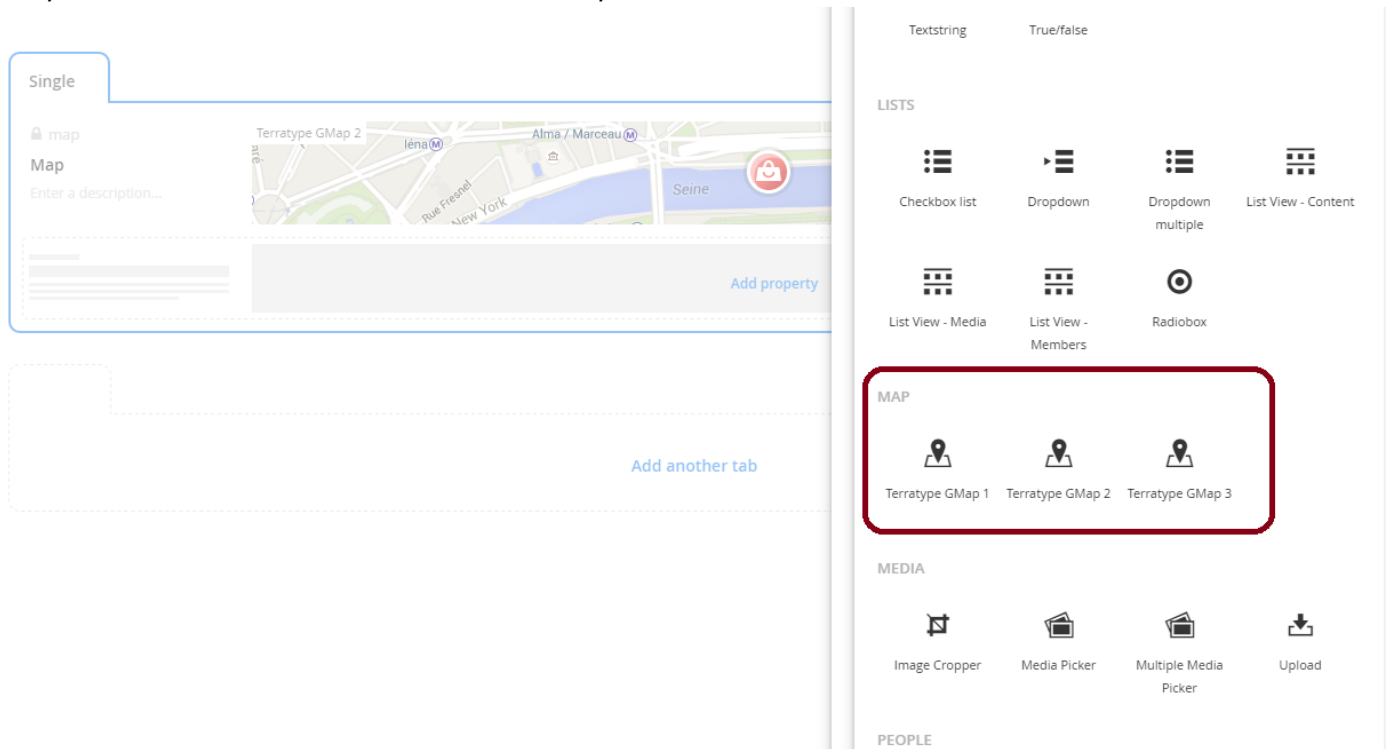 Single
map
Map
Enter a description...
Terratype GMap 2
Iéna M
Alma / Marceau M
Rue Fresnel
New York
Seine
Add property
Add another tab
Textstring
True/false
LISTS
Checkbox list
Dropdown
Dropdown
multiple
List View - Content
List View - Media
List View -
Members
Radiobox
MAP
Terratype GMap 1
Terratype GMap 2
Terratype GMap 3
MEDIA
Image Cropper
Media Picker
Multiple Media
Picker
Upload
PEOPLE